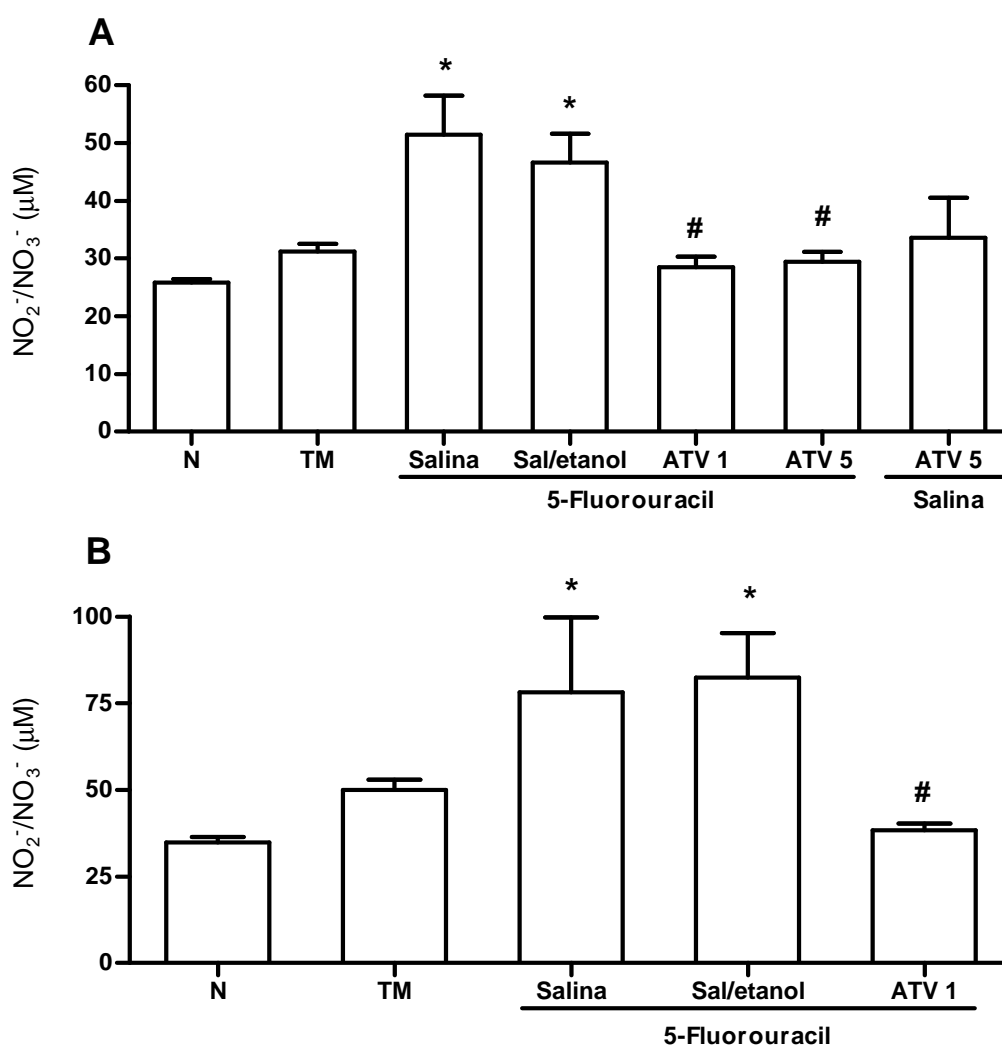 A
* *
60
50
40
30
20
10
0
NO₂⁻/NO₃⁻ (µM)
# #
N TM Salina Sal/etanol ATV 1 ATV 5 ATV 5
5-Fluorouracil Salina
B
* *
100
75
50
25
0
NO₂⁻/NO₃⁻ (µM)
#
N TM Salina Sal/etanol ATV 1
5-Fluorouracil